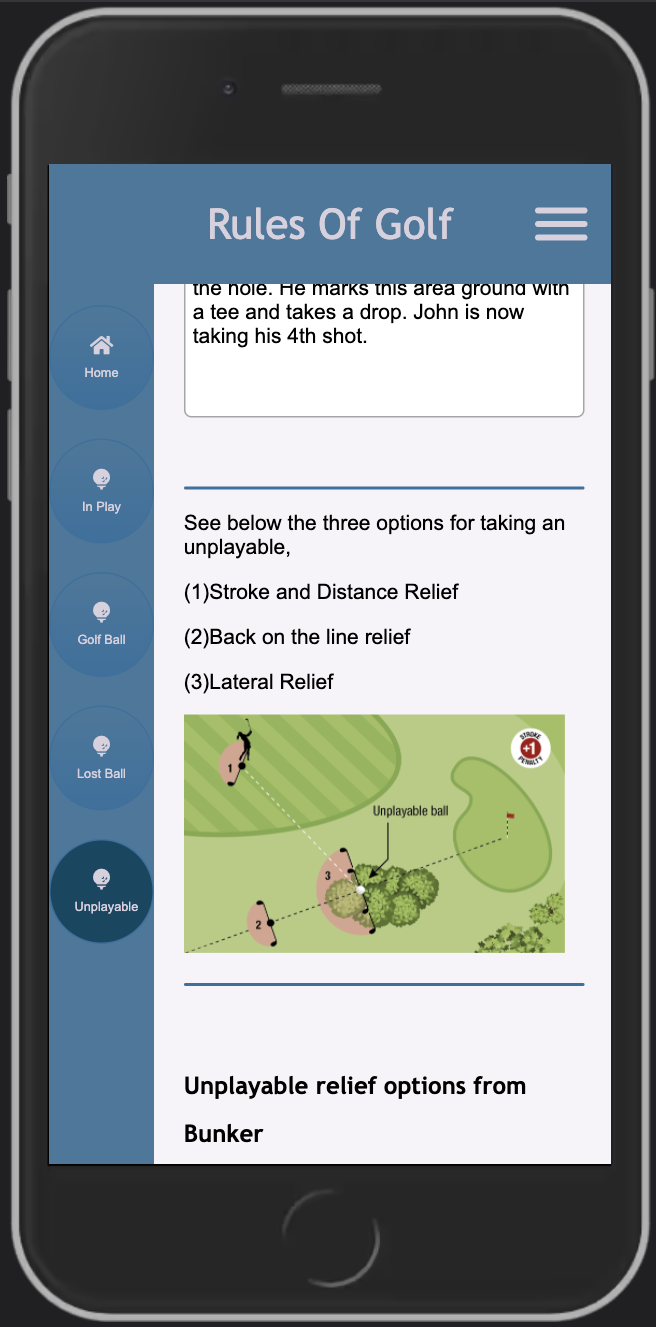 Rules Of Golf
the hole. He marks this area ground with
a tee and takes a drop. John is now
taking his 4th shot.
Home
In Play
Golf Ball
Lost Ball
Unplayable
See below the three options for taking an
unplayable,
(1)Stroke and Distance Relief
(2)Back on the line relief
(3)Lateral Relief
STROKE
+1
PENALTY
1
Unplayable ball
3
2
Unplayable relief options from
Bunker